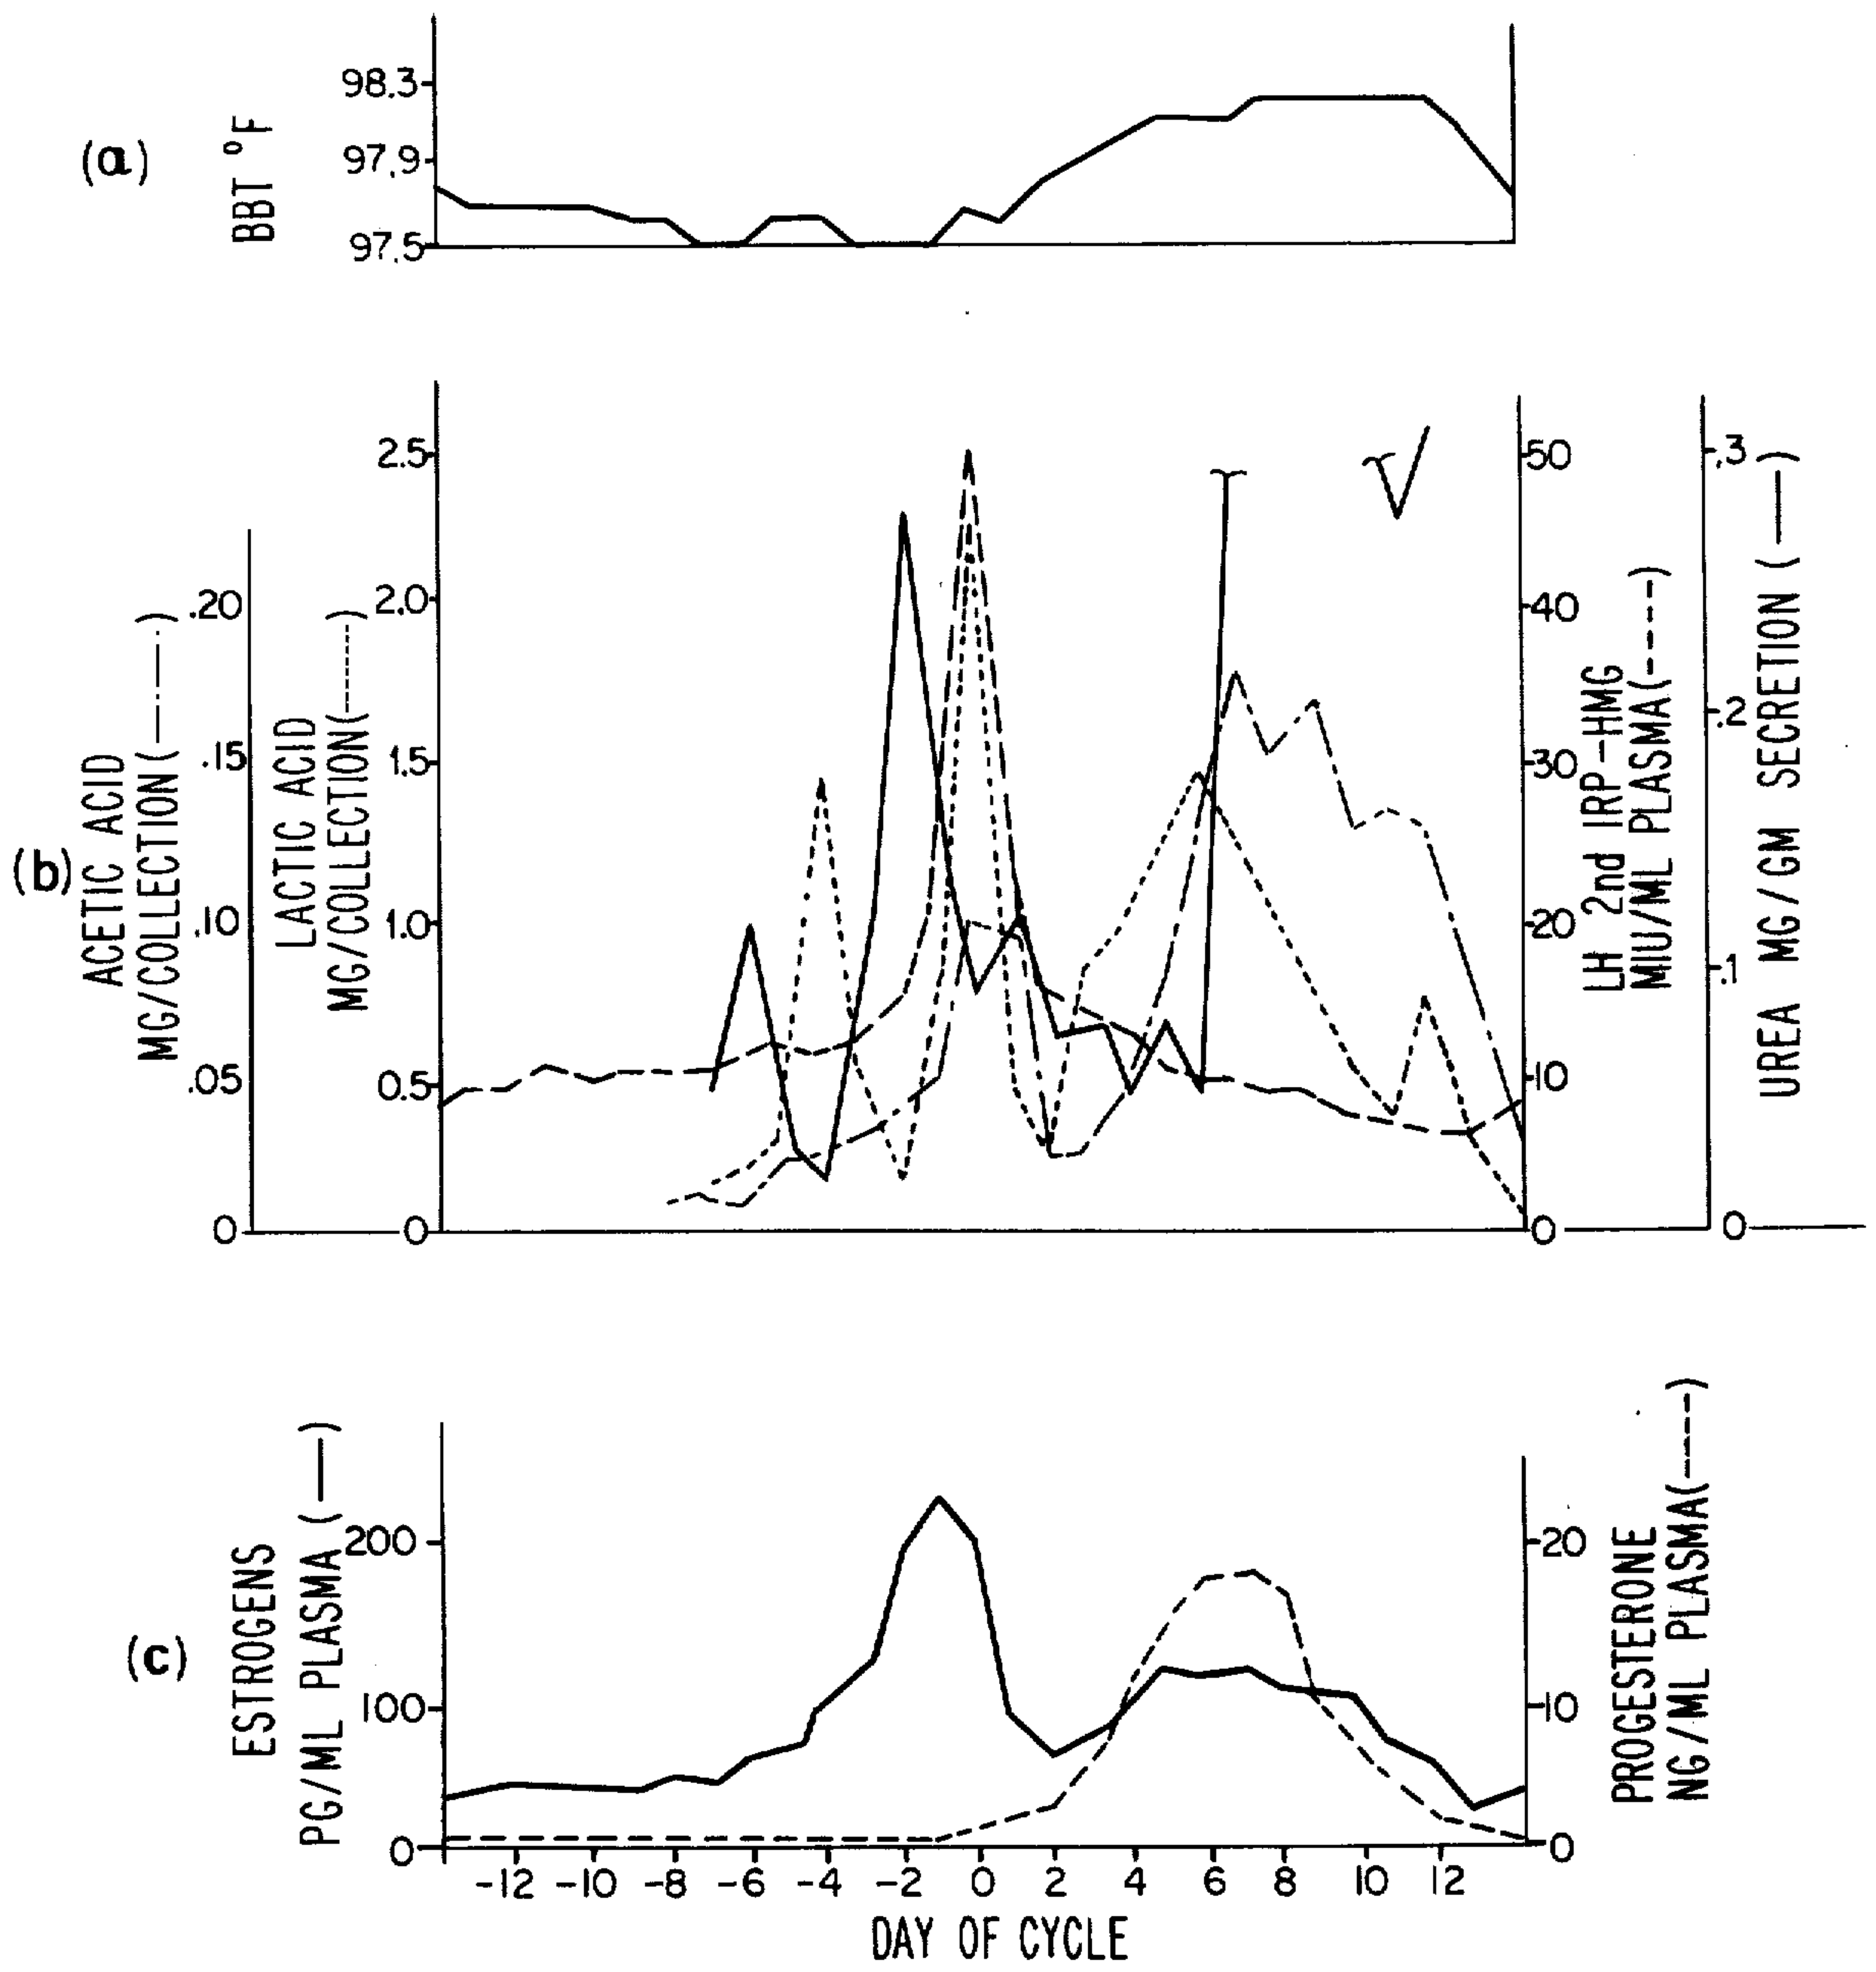 (a)
BBT °F
98.3
97.9
97.5
(b)
ACETIC ACID
MG/COLLECTION (—-—-—)
.20
.15
.10
.05
0
LACTIC ACID
MG/COLLECTION (--------)
2.5
2.0
1.5
1.0
0.5
0
50
40
30
20
10
0
LH 2nd IRP-HMG
MIU/ML PLASMA (-----)
.3
.2
.1
0
UREA MG/GM SECRETION (——)
(c)
ESTROGENS
PG/ML PLASMA (——)
200
100
0
20
10
0
PROGESTERONE
NG/ML PLASMA (-----)
-12 -10 -8 -6 -4 -2 0 2 4 6 8 10 12
DAY OF CYCLE